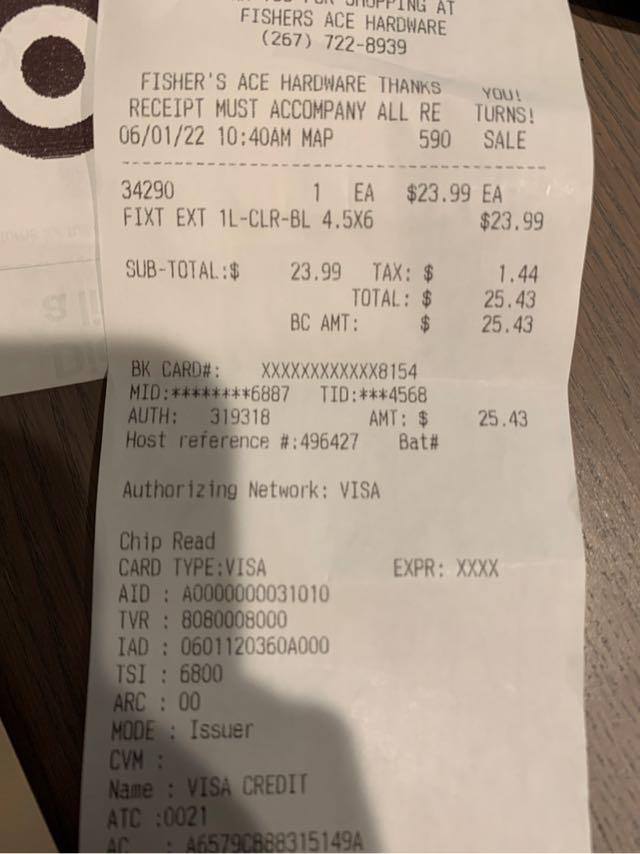 SHOPPING AT
FISHERS ACE HARDWARE
(267) 722-8939
FISHER'S ACE HARDWARE THANKS YOU!
RECEIPT MUST ACCOMPANY ALL RE TURNS!
06/01/22 10:40AM MAP 590 SALE
34290 1 EA $23.99 EA
FIXT EXT 1L-CLR-BL 4.5X6 $23.99
SUB-TOTAL:$ 23.99 TAX: $ 1.44
TOTAL: $ 25.43
BC AMT: $ 25.43
BK CARD#: XXXXXXXXXXXX8154
MID:********6887 TID:***4568
AUTH: 319318 AMT: $ 25.43
Host reference #:496427 Bat#
Authorizing Network: VISA
Chip Read
CARD TYPE:VISA EXPR: XXXX
AID : A0000000031010
TVR : 8080008000
IAD : 0601120360A000
TSI : 6800
ARC : 00
MODE : Issuer
CVM :
Name : VISA CREDIT
ATC :0021
AC : A6579CB88315149A